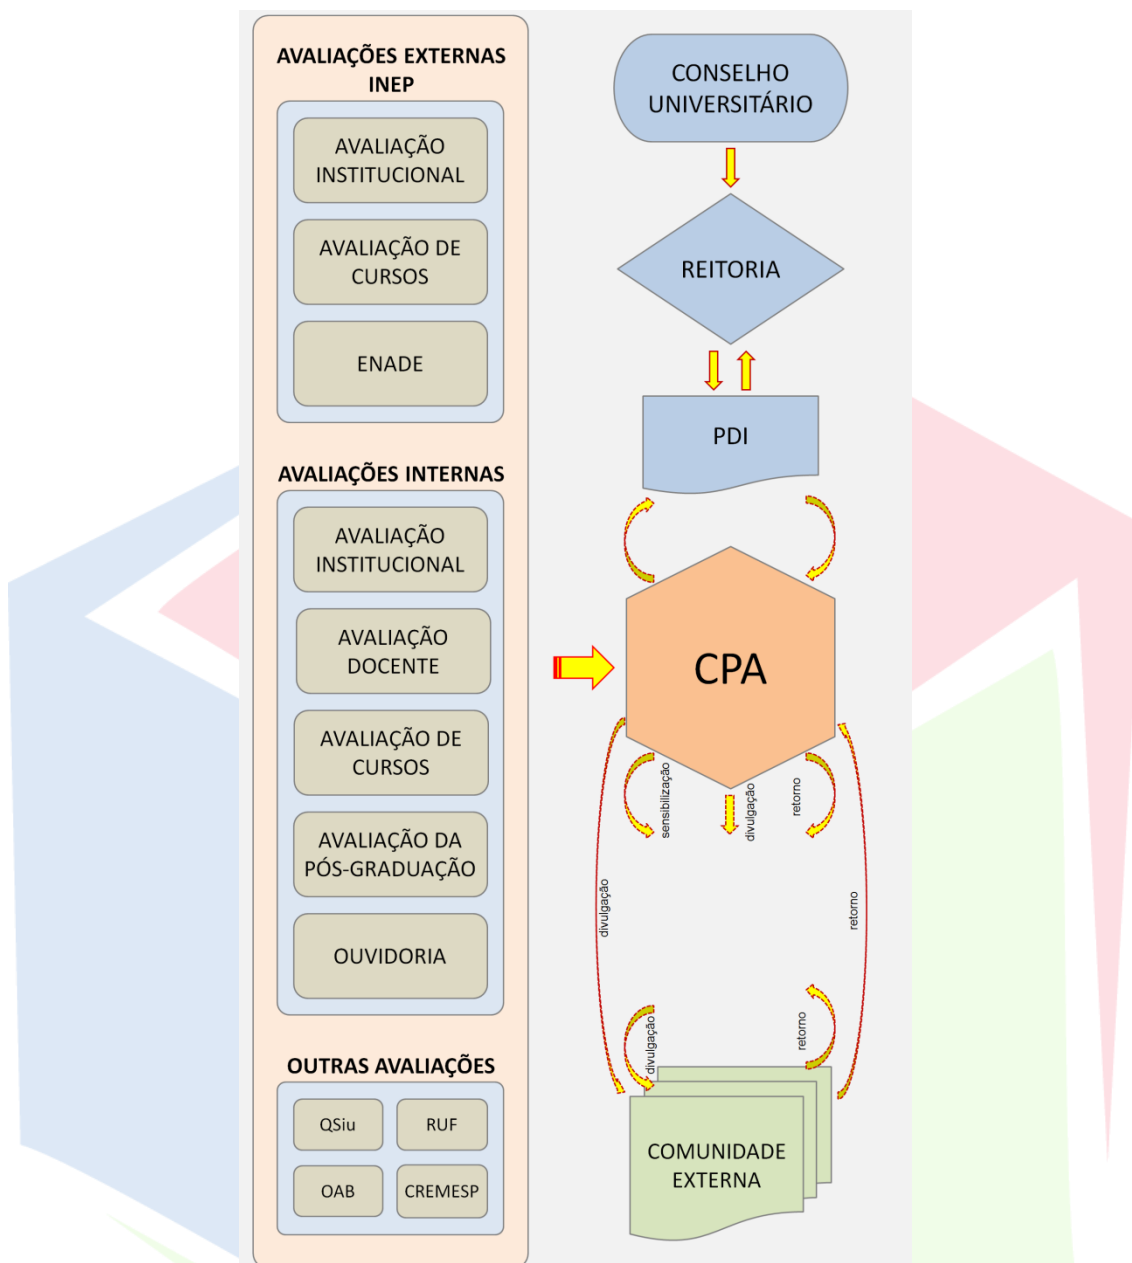 AVALIAÇÕES EXTERNAS
INEP
AVALIAÇÃO
INSTITUCIONAL
AVALIAÇÃO DE
CURSOS
ENADE
AVALIAÇÕES INTERNAS
AVALIAÇÃO
INSTITUCIONAL
AVALIAÇÃO
DOCENTE
AVALIAÇÃO DE
CURSOS
AVALIAÇÃO DA
PÓS-GRADUAÇÃO
OUVIDORIA
OUTRAS AVALIAÇÕES
QSiu
RUF
OAB
CREMESP
CONSELHO
UNIVERSITÁRIO
REITORIA
PDI
CPA
sensibilização
divulgação
retorno
divulgação
retorno
divulgação
retorno
COMUNIDADE
EXTERNA